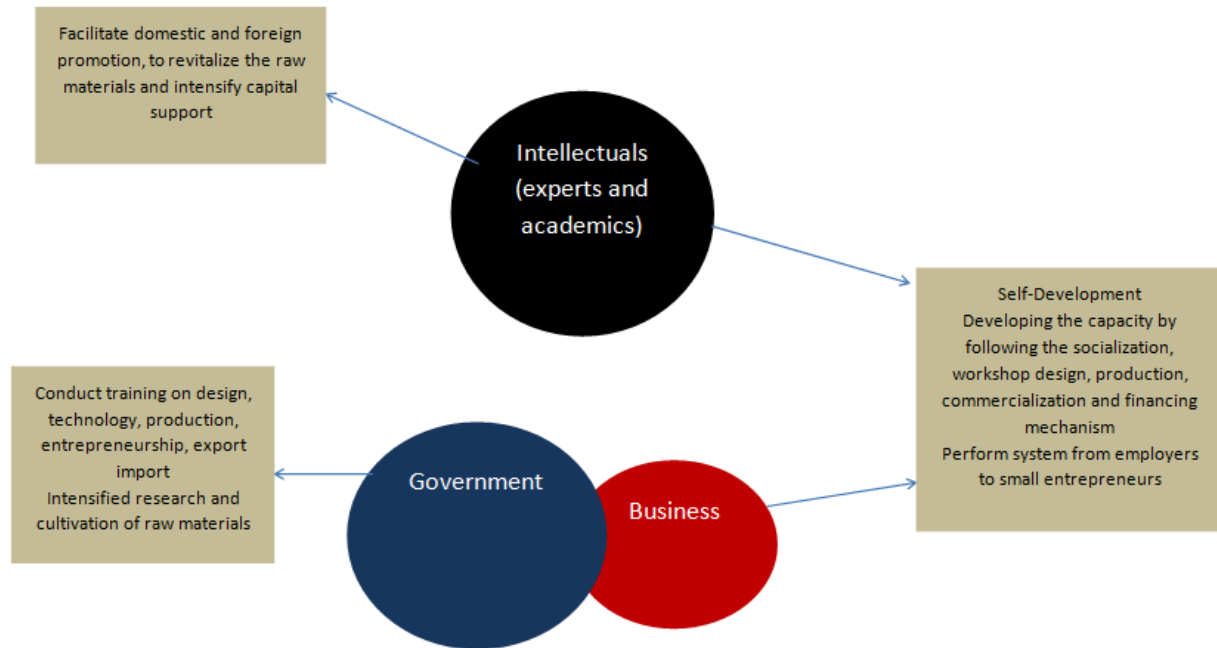 Facilitate domestic and foreign
promotion, to revitalize the raw
materials and intensify capital
support
Intellectuals
(experts and
academics)
Self-Development
Developing the capacity by
following the socialization,
workshop design, production,
commercialization and financing
mechanism
Perform system from employers
to small entrepreneurs
Conduct training on design,
technology, production,
entrepreneurship, export
import
Intensified research and
cultivation of raw materials
Government
Business